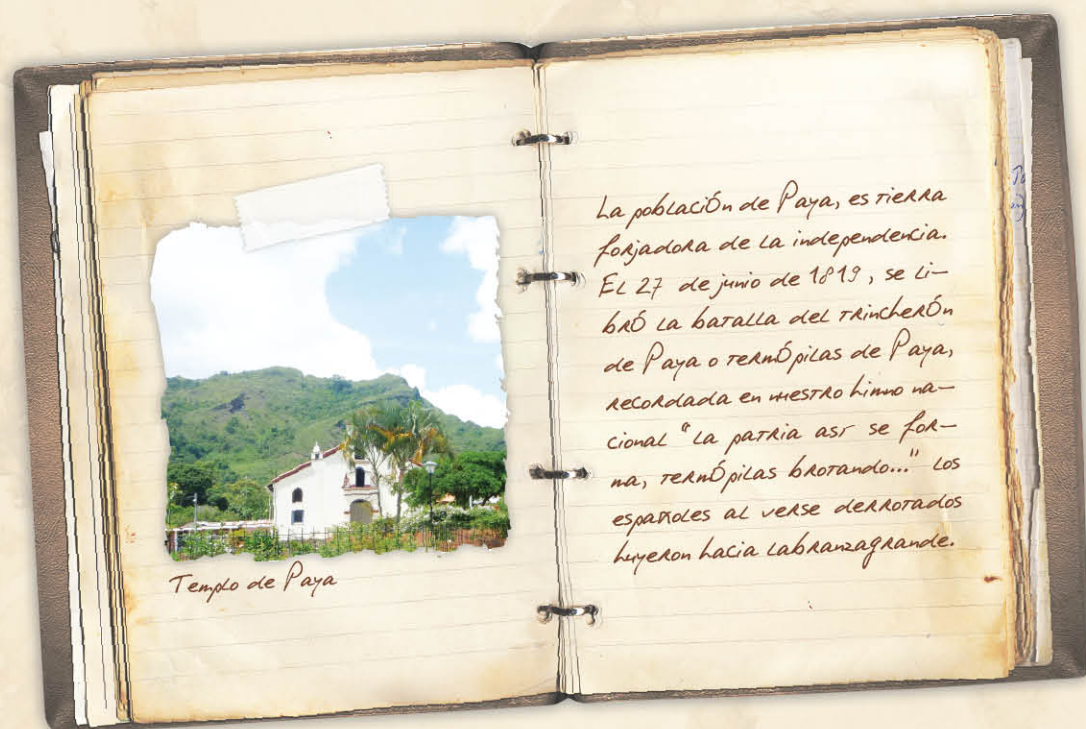 Templo de Paya
La población de Paya, es tierra
forjadora de la independencia.
El 27 de junio de 1819, se li-
bró la batalla del trincherón
de Paya o termópilas de Paya,
recordada en nuestro himno na-
cional "la patria así se for-
ma, termópilas brotando..." los
españoles al verse derrotados
huyeron hacia labranzagrande.